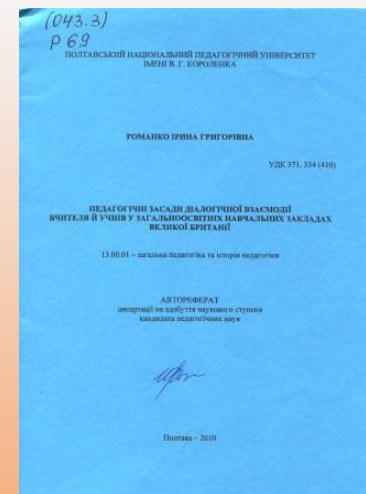 (043.3)
Р 69
ПОЛТАВСЬКИЙ НАЦІОНАЛЬНИЙ ПЕДАГОГІЧНИЙ УНІВЕРСИТЕТ
ІМЕНІ В. Г. КОРОЛЕНКА
РОМАНКО ІРИНА ГРИГОРІВНА
УДК 371. 334 (410)
ПЕДАГОГІЧНІ ЗАСАДИ ДІАЛОГІЧНОЇ ВЗАЄМОДІЇ
ВЧИТЕЛЯ Й УЧНІВ У ЗАГАЛЬНООСВІТНІХ НАВЧАЛЬНИХ ЗАКЛАДАХ
ВЕЛИКОЇ БРИТАНІЇ
13.00.01 – загальна педагогіка та історія педагогіки
АВТОРЕФЕРАТ
дисертації на здобуття наукового ступеня
кандидата педагогічних наук
Полтава – 2010